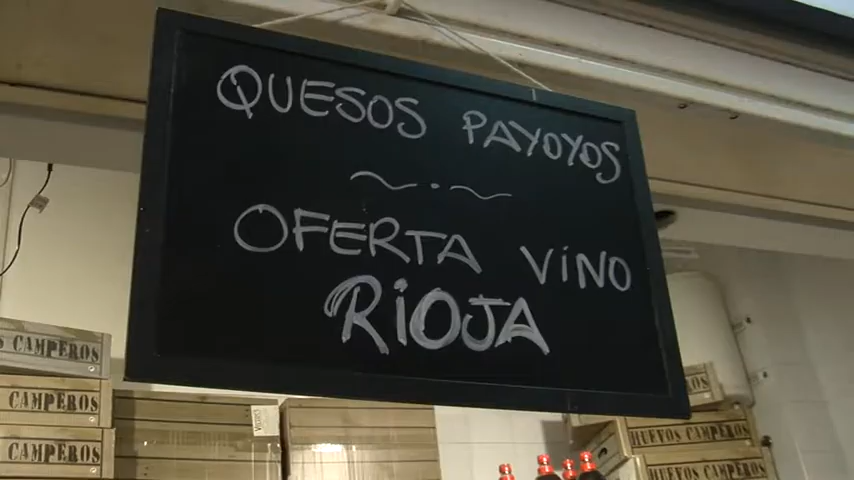 QUESOS PAYOYOS
OFERTA VINO
RIOJA
S CAMPEROS
CAMPEROS
CAMPEROS
HUEVOS CAMPEROS
HUEVOS CAMPEROS